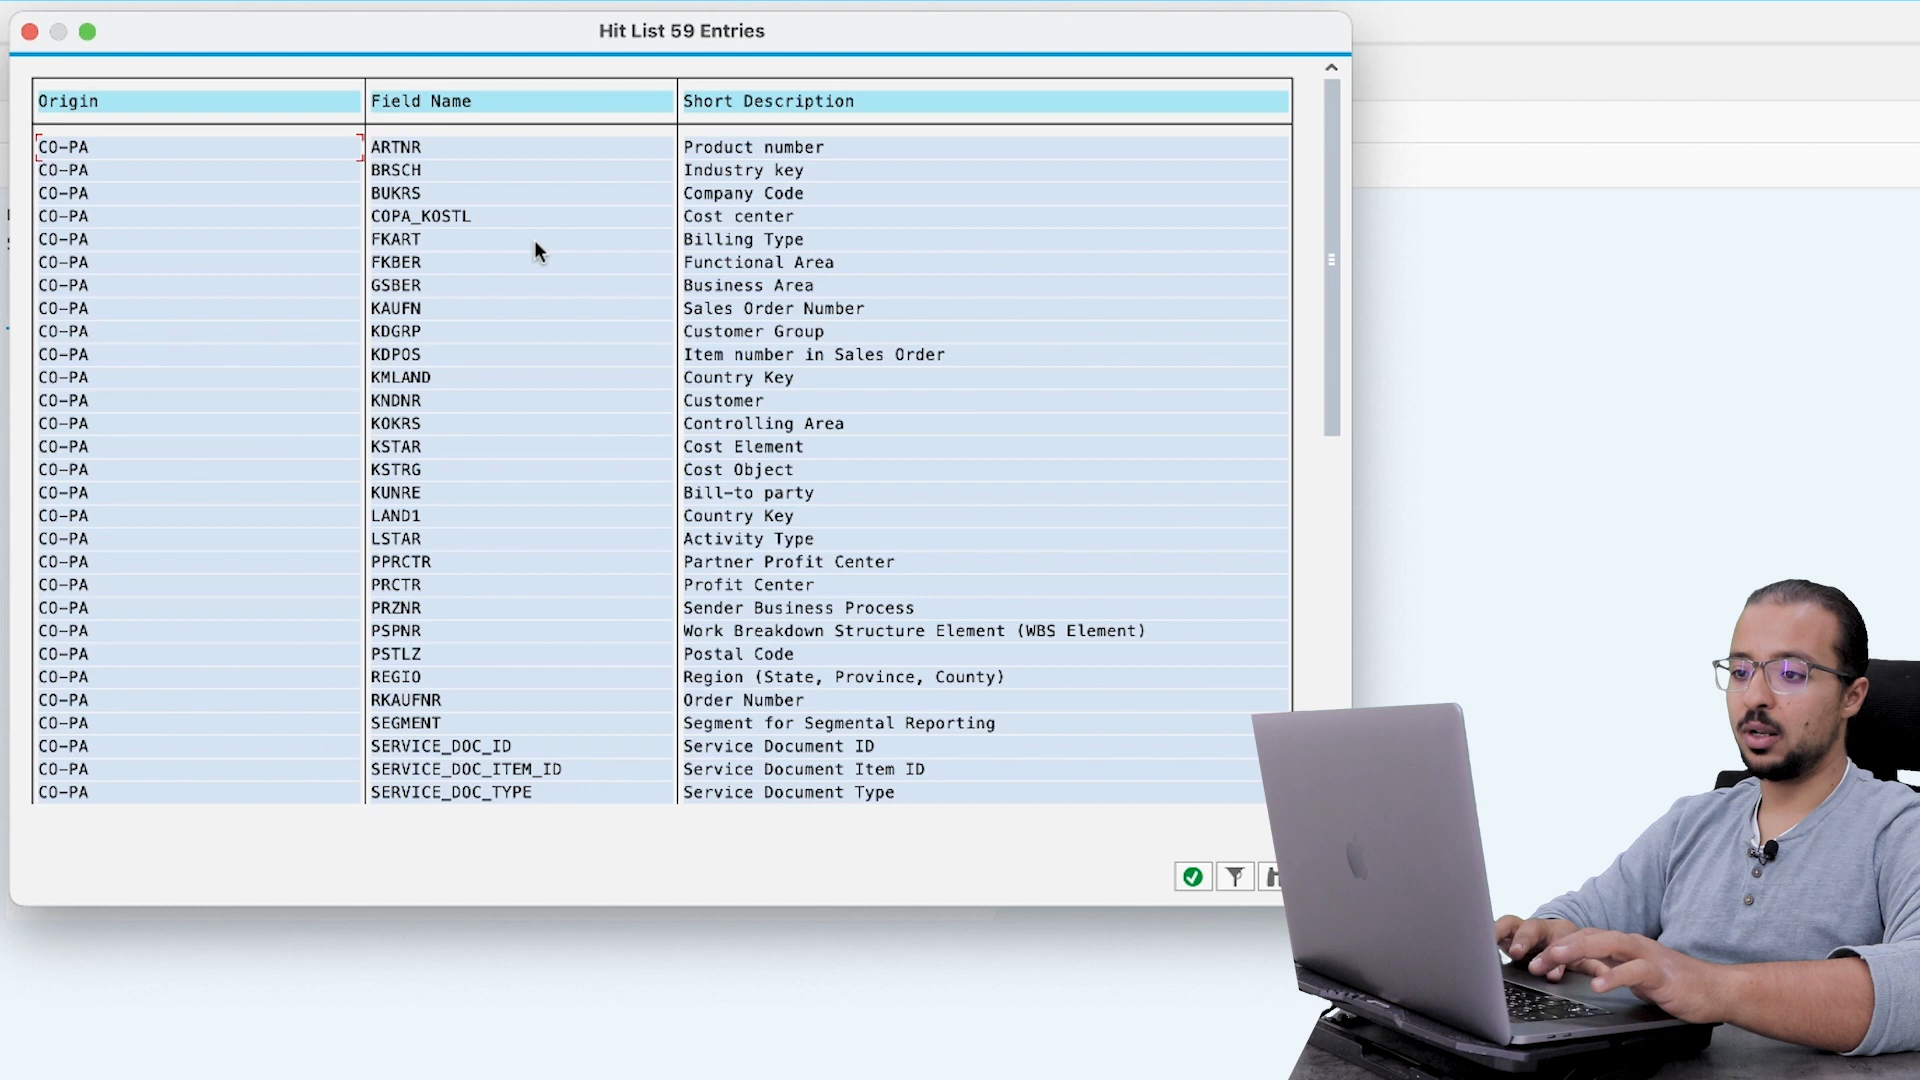 Hit List 59 Entries
Origin Field Name Short Description
CO-PA ARTNR Product number
CO-PA BRSCH Industry key
CO-PA BUKRS Company Code
CO-PA COPA_KOSTL Cost center
CO-PA FKART Billing Type
CO-PA FKBER Functional Area
CO-PA GSBER Business Area
CO-PA KAUFN Sales Order Number
CO-PA KDGRP Customer Group
CO-PA KDPOS Item number in Sales Order
CO-PA KMLAND Country Key
CO-PA KNDNR Customer
CO-PA KOKRS Controlling Area
CO-PA KSTAR Cost Element
CO-PA KSTRG Cost Object
CO-PA KUNRE Bill-to party
CO-PA LAND1 Country Key
CO-PA LSTAR Activity Type
CO-PA PPRCTR Partner Profit Center
CO-PA PRCTR Profit Center
CO-PA PRZNR Sender Business Process
CO-PA PSPNR Work Breakdown Structure Element (WBS Element)
CO-PA PSTLZ Postal Code
CO-PA REGIO Region (State, Province, County)
CO-PA RKAUFNR Order Number
CO-PA SEGMENT Segment for Segmental Reporting
CO-PA SERVICE_DOC_ID Service Document ID
CO-PA SERVICE_DOC_ITEM_ID Service Document Item ID
CO-PA SERVICE_DOC_TYPE Service Document Type